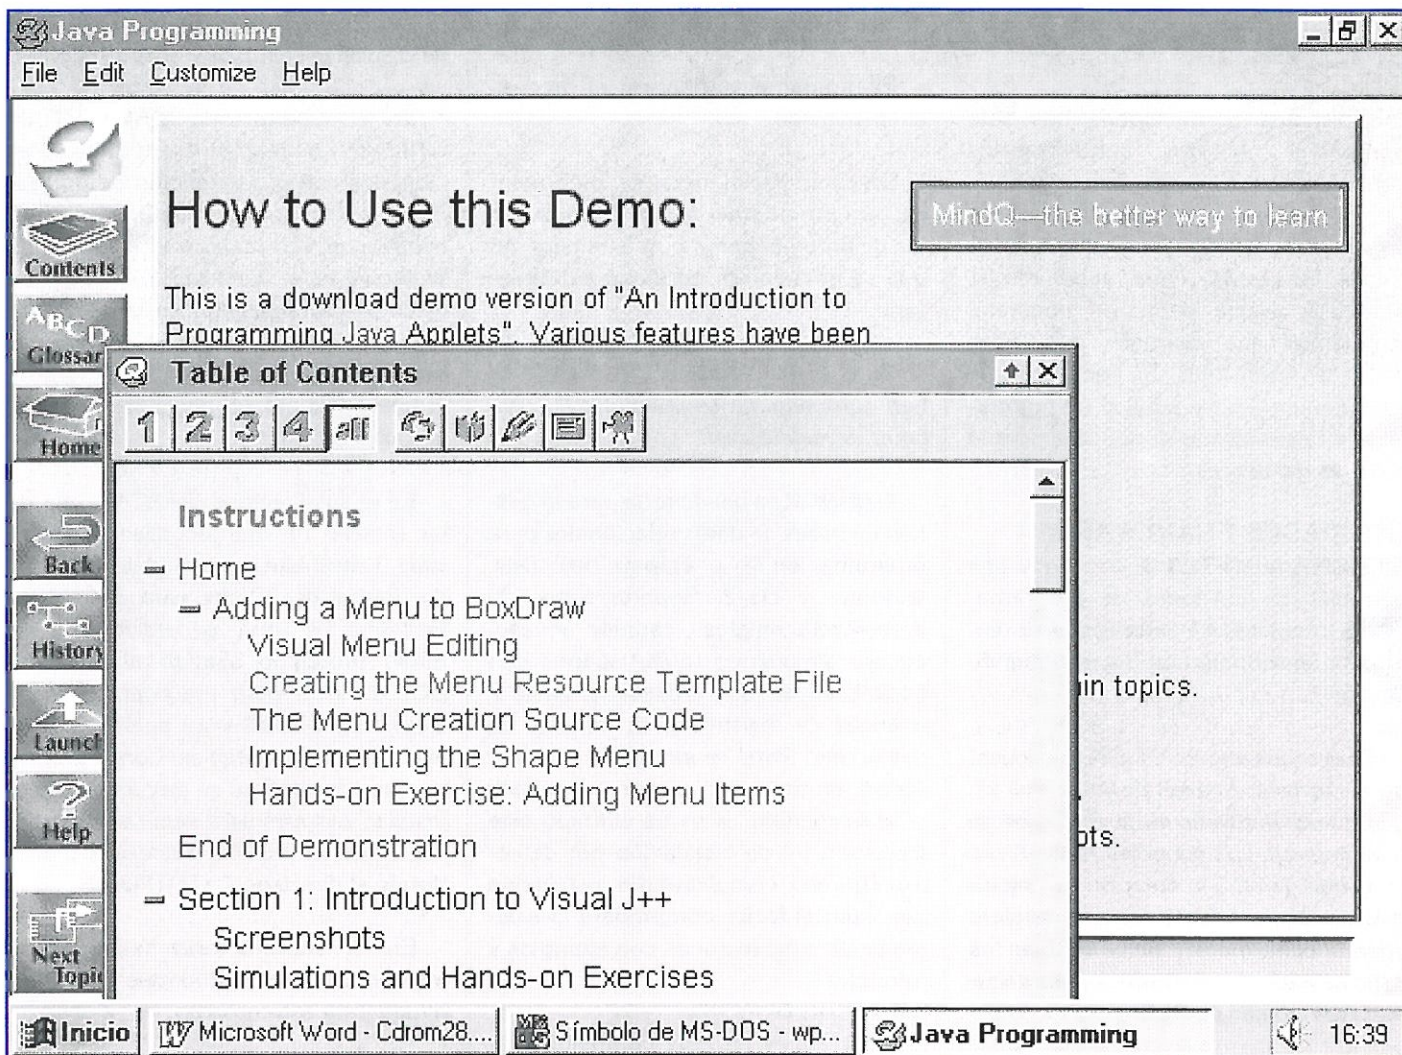 Java Programming
File Edit Customize Help
How to Use this Demo:
MindQ—the better way to learn
This is a download demo version of "An Introduction to
Programming Java Applets". Various features have been
Contents
ABCD
Glossar
Home
Back
History
Launch
Help
Next
Topic
Table of Contents
1 2 3 4 all
Instructions
Home
Adding a Menu to BoxDraw
Visual Menu Editing
Creating the Menu Resource Template File
The Menu Creation Source Code
Implementing the Shape Menu
Hands-on Exercise: Adding Menu Items
End of Demonstration
Section 1: Introduction to Visual J++
Screenshots
Simulations and Hands-on Exercises
in topics.
ots.
Inicio
Microsoft Word - Cdrom28....
Símbolo de MS-DOS - wp...
Java Programming
16:39